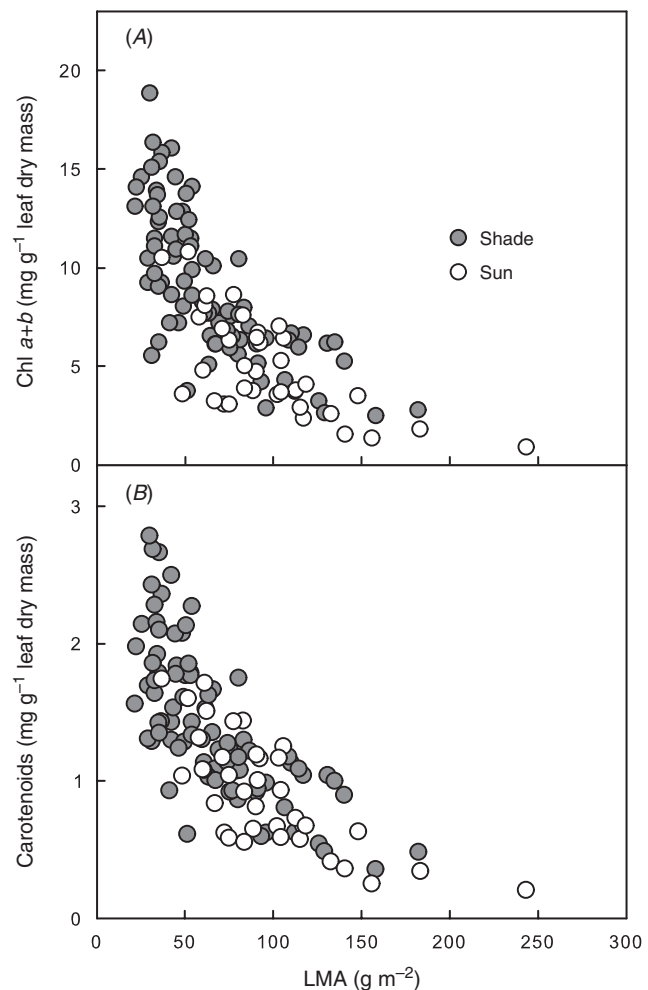 (A)
20
15
10
5
0
Chl a+b (mg g⁻¹ leaf dry mass)
Shade
Sun
(B)
3
2
1
0
Carotenoids (mg g⁻¹ leaf dry mass)
0 50 100 150 200 250 300
LMA (g m⁻²)